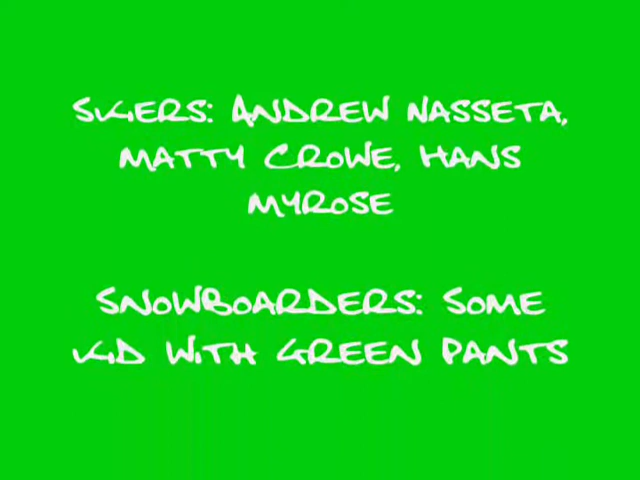 SKIERS: ANDREW NASSETA,
MATTY CROWE, HANS
MYROSE
SNOWBOARDERS: SOME
KID WITH GREEN PANTS